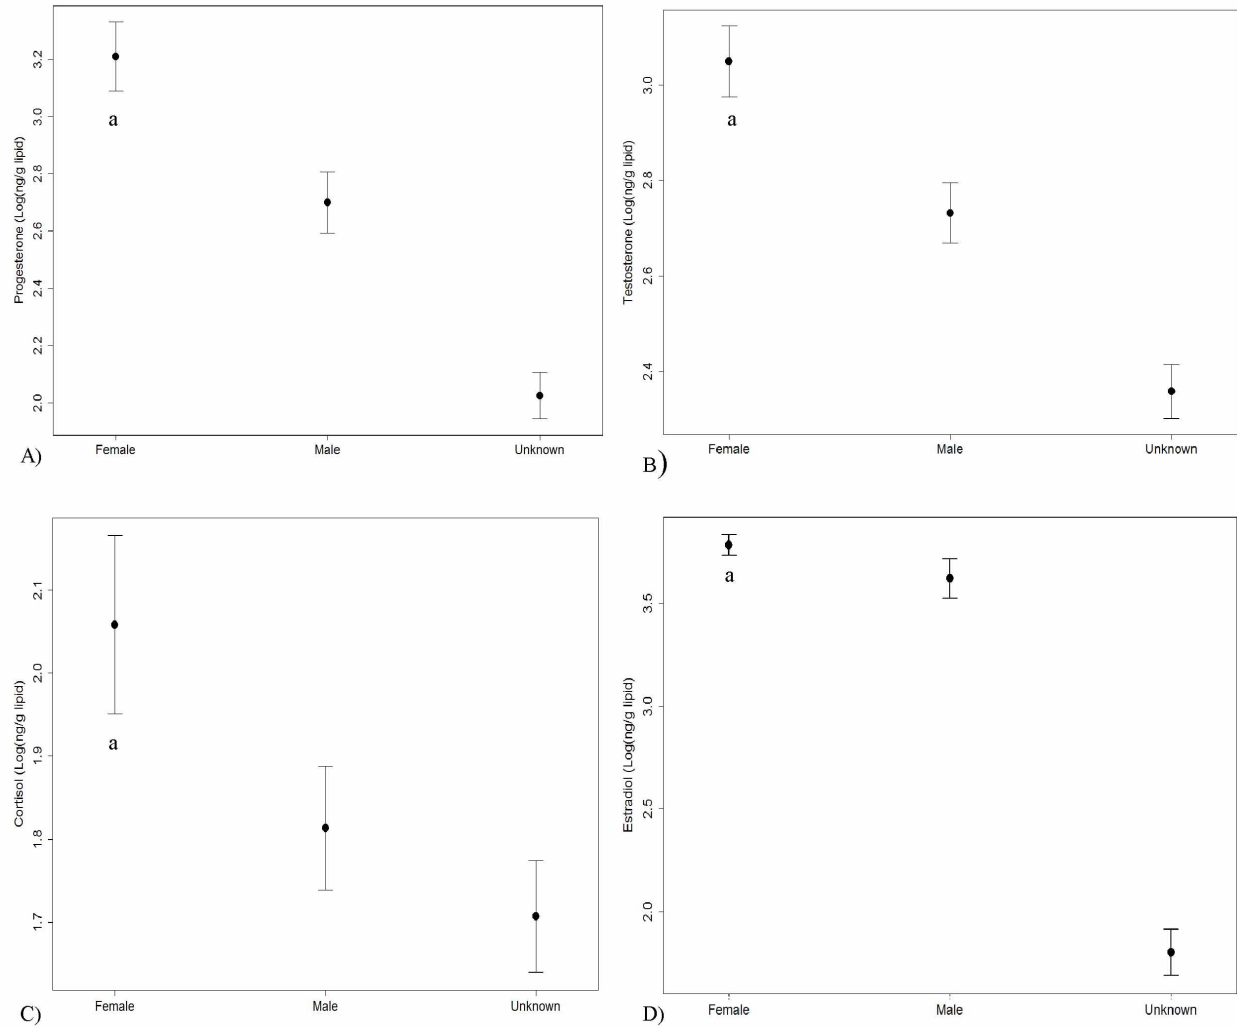 Progesterone (Log(ng/g lipid)
3.2
3.0
2.8
2.6
2.4
2.2
2.0
a
Female Male Unknown
A)
Testosterone (Log(ng/g lipid)
3.0
2.8
2.6
2.4
a
Female Male Unknown
B)
Cortisol (Log(ng/g lipid)
2.1
2.0
1.9
1.8
1.7
a
Female Male Unknown
C)
Estradiol (Log(ng/g lipid)
3.5
3.0
2.5
2.0
a
Female Male Unknown
D)